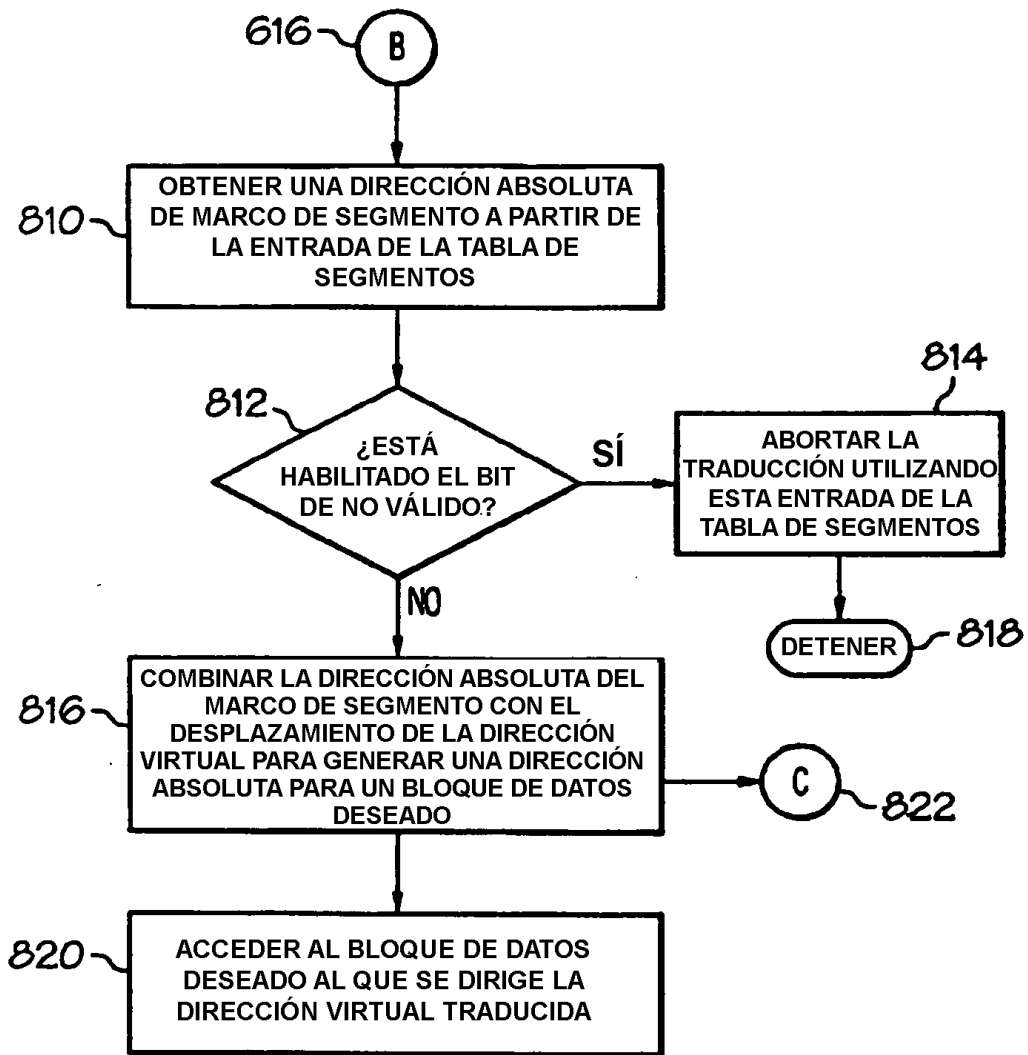 616
B
810
OBTENER UNA DIRECCIÓN ABSOLUTA
DE MARCO DE SEGMENTO A PARTIR DE
LA ENTRADA DE LA TABLA DE
SEGMENTOS
812
¿ESTÁ
HABILITADO EL BIT
DE NO VÁLIDO?
SÍ
814
ABORTAR LA
TRADUCCIÓN UTILIZANDO
ESTA ENTRADA DE LA
TABLA DE SEGMENTOS
NO
DETENER
818
816
COMBINAR LA DIRECCIÓN ABSOLUTA DEL
MARCO DE SEGMENTO CON EL
DESPLAZAMIENTO DE LA DIRECCIÓN
VIRTUAL PARA GENERAR UNA DIRECCIÓN
ABSOLUTA PARA UN BLOQUE DE DATOS
DESEADO
C
822
820
ACCEDER AL BLOQUE DE DATOS
DESEADO AL QUE SE DIRIGE LA
DIRECCIÓN VIRTUAL TRADUCIDA